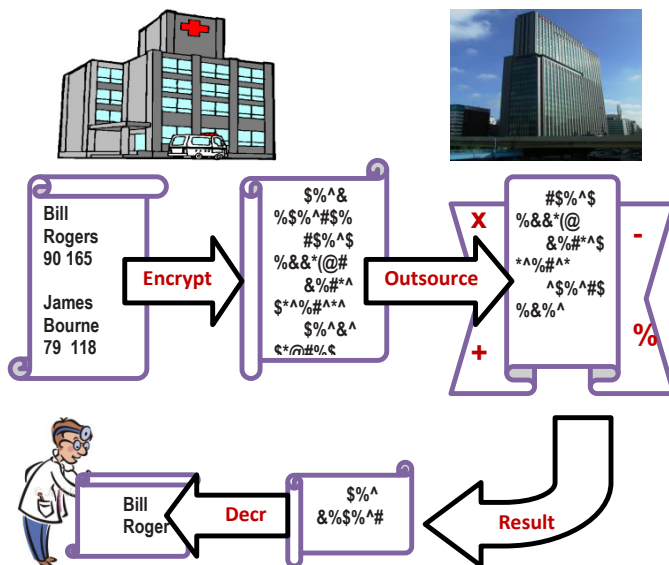 Bill
Rogers
90 165
James
Bourne
79 118
Encrypt
$%^&
%$%^#$%
#$%^$
%&&*(@#
&%#*^
$*^%#^*^
$%^&^
$*@#%$
Outsource
x
+
#$%^$
%&&*(@
&%#*^$
*^%#^*
^$%^#$
%&%^
-
%
Result
$%^
&%$%^#
Decr
Bill
Roger